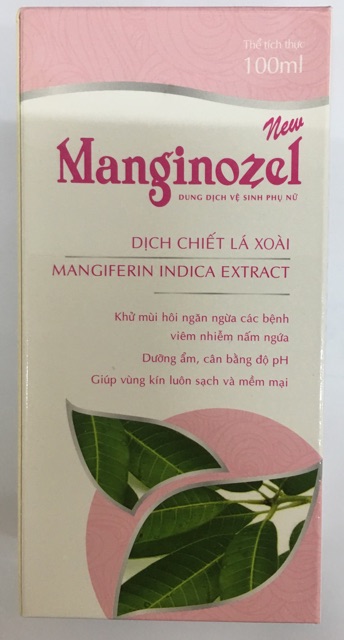 Thể tích thực
100ml
New
Manginozel
DUNG DỊCH VỆ SINH PHỤ NỮ
DỊCH CHIẾT LÁ XOÀI
MANGIFERIN INDICA EXTRACT
Khử mùi hôi ngăn ngừa các bệnh
viêm nhiễm nấm ngứa
Dưỡng ẩm, cân bằng độ pH
Giúp vùng kín luôn sạch và mềm mại